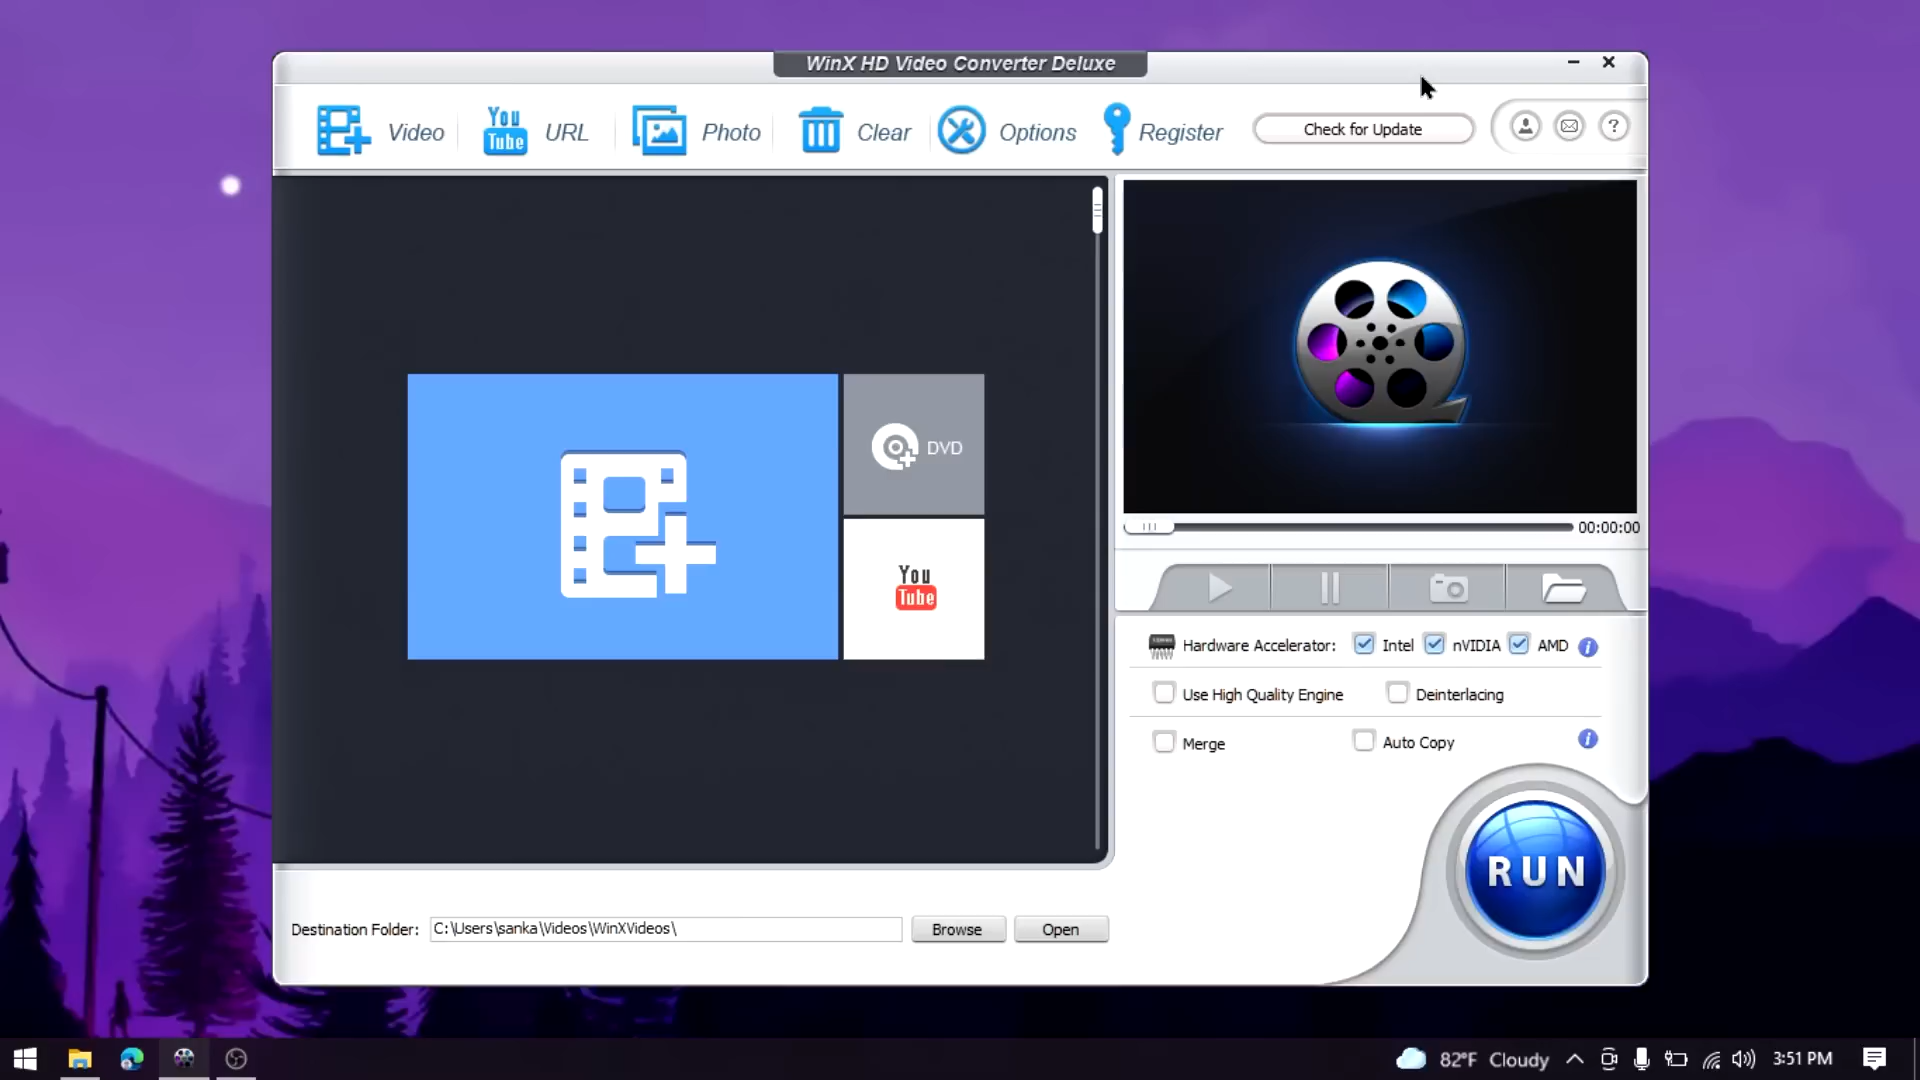 WinX HD Video Converter Deluxe
Video
You Tube
URL
Photo
Clear
Options
Register
Check for Update
?
DVD
You
Tube
00:00:00
Hardware Accelerator: Intel nVIDIA AMD
Use High Quality Engine Deinterlacing
Merge Auto Copy
RUN
Destination Folder: C:\Users\sanka\Videos\WinXVideos\ Browse Open
82°F Cloudy 3:51 PM